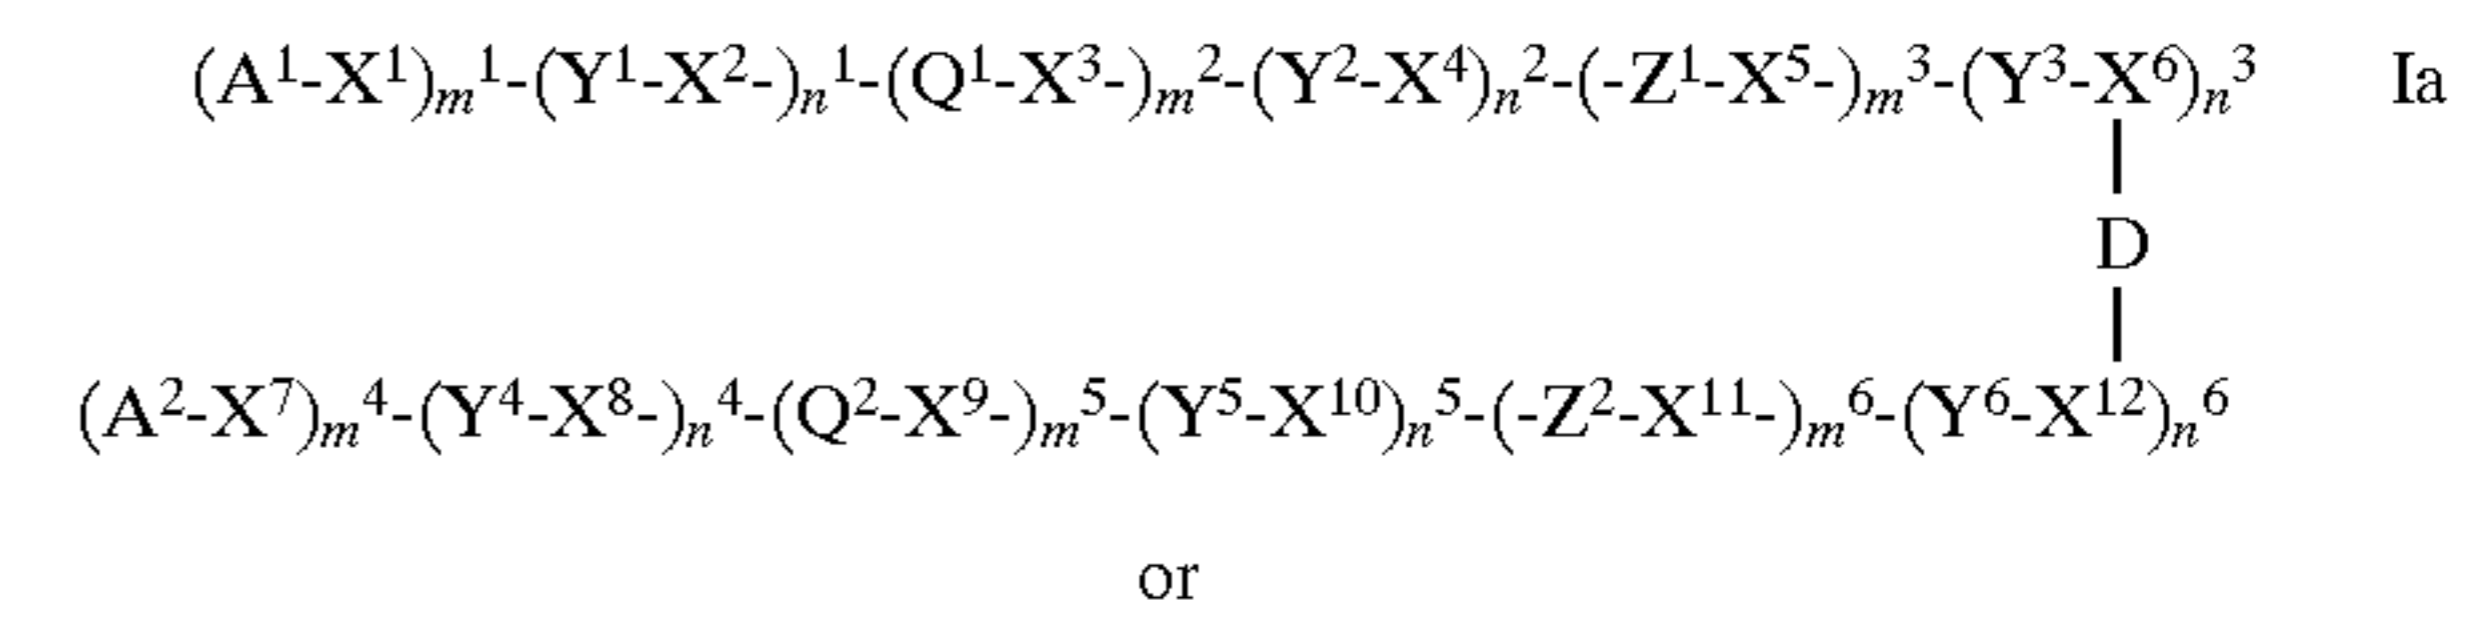 (A¹-X¹)ₘ¹-(Y¹-X²-)ₙ¹-(Q¹-X³-)ₘ²-(Y²-X⁴)ₙ²-(-Z¹-X⁵-)ₘ³-(Y³-X⁶)ₙ³ Ia
D
(A²-X⁷)ₘ⁴-(Y⁴-X⁸-)ₙ⁴-(Q²-X⁹-)ₘ⁵-(Y⁵-X¹⁰)ₙ⁵-(-Z²-X¹¹-)ₘ⁶-(Y⁶-X¹²)ₙ⁶
or